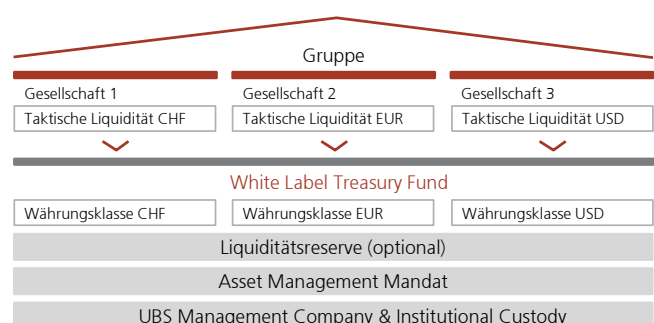 Gruppe
Gesellschaft 1
Gesellschaft 2
Gesellschaft 3
Taktische Liquidität CHF
Taktische Liquidität EUR
Taktische Liquidität USD
White Label Treasury Fund
Währungsklasse CHF
Währungsklasse EUR
Währungsklasse USD
Liquiditätsreserve (optional)
Asset Management Mandat
UBS Management Company & Institutional Custody